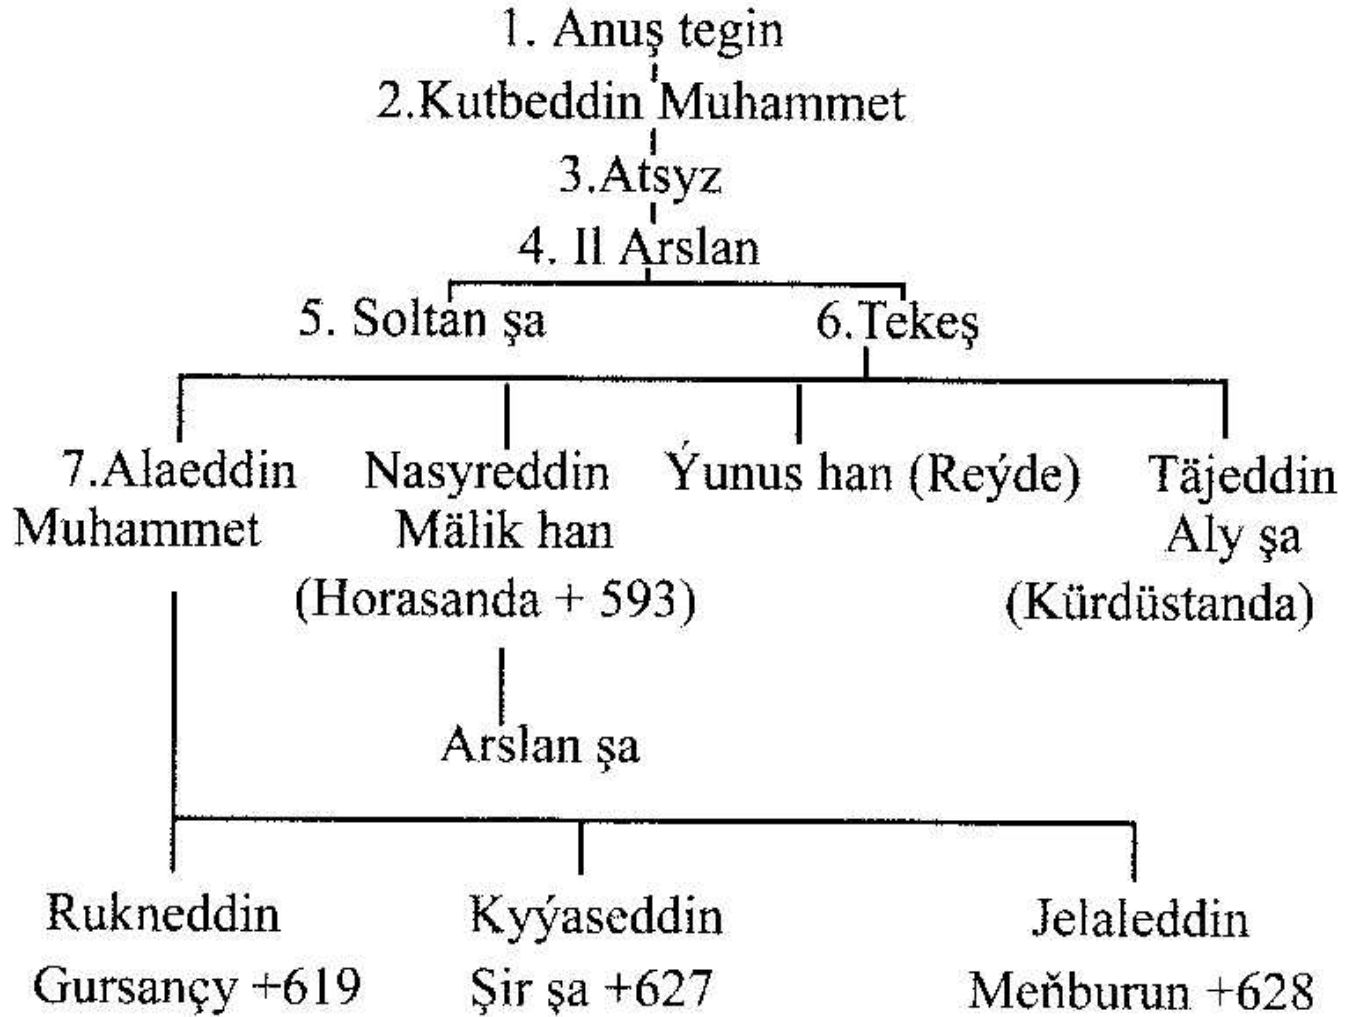 1. Anuş tegin
2.Kutbeddin Muhammet
3.Atsyz
4. Il Arslan
5. Soltan şa
6.Tekeş
7.Alaeddin
Muhammet
Nasyreddin
Mälik han
(Horasanda + 593)
Ýunus han (Reýde)
Täjeddin
Aly şa
(Kürdüstanda)
Arslan şa
Rukneddin
Gursançy +619
Kyýaseddin
Şir şa +627
Jelaleddin
Meňburun +628